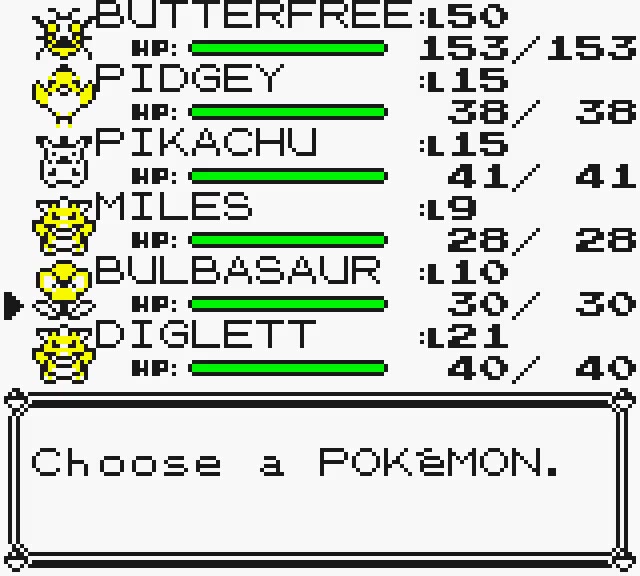 BUTTERFREE :L50
HP: 153/153
PIDGEY :L15
HP: 38/ 38
PIKACHU :L15
HP: 41/ 41
MILES :L9
HP: 28/ 28
BULBASAUR :L10
HP: 30/ 30
DIGLETT :L21
HP: 40/ 40
Choose a POKéMON.